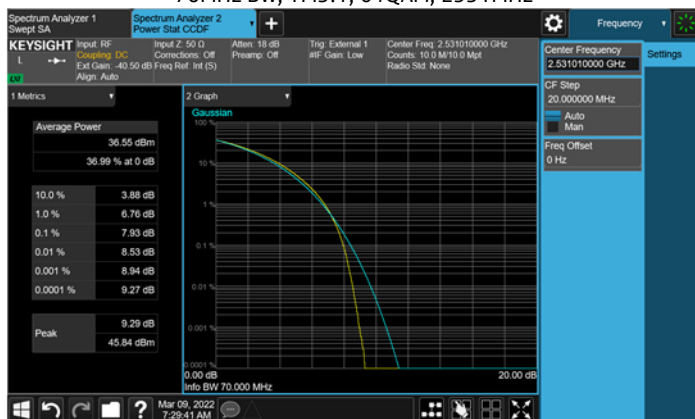 Spectrum Analyzer 1
Swept SA
Spectrum Analyzer 2
Power Stat CCDF
Frequency
KEYSIGHT
L
LXI
Input: RF
Coupling: DC
Ext Gain: -40.50 dB
Align: Auto
Input Z: 50 Ω
Corrections: Off
Freq Ref: Int (S)
Atten: 18 dB
Preamp: Off
Trig: External 1
#IF Gain: Low
Center Freq: 2.531010000 GHz
Counts: 10.0 M/10.0 Mpt
Radio Std: None
Center Frequency
2.531010000 GHz
Settings
CF Step
20.000000 MHz
Auto
Man
Freq Offset
0 Hz
1 Metrics
Average Power
36.55 dBm
36.99 % at 0 dB
10.0 % 3.88 dB
1.0 % 6.76 dB
0.1 % 7.93 dB
0.01 % 8.53 dB
0.001 % 8.94 dB
0.0001 % 9.27 dB
Peak
9.29 dB
45.84 dBm
2 Graph
Gaussian
100 %
10 %
1 %
0.1 %
0.01 %
0.001 %
0.0001 %
0.00 dB
20.00 dB
Info BW 70.000 MHz
?
Mar 09, 2022
7:29:41 AM